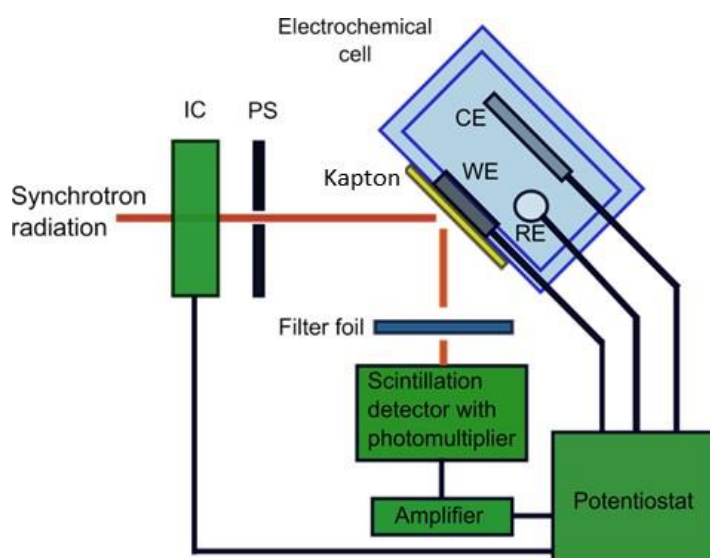 Electrochemical
cell
IC
PS
CE
Kapton
WE
Synchrotron
radiation
RE
Filter foil
Scintillation
detector with
photomultiplier
Potentiostat
Amplifier